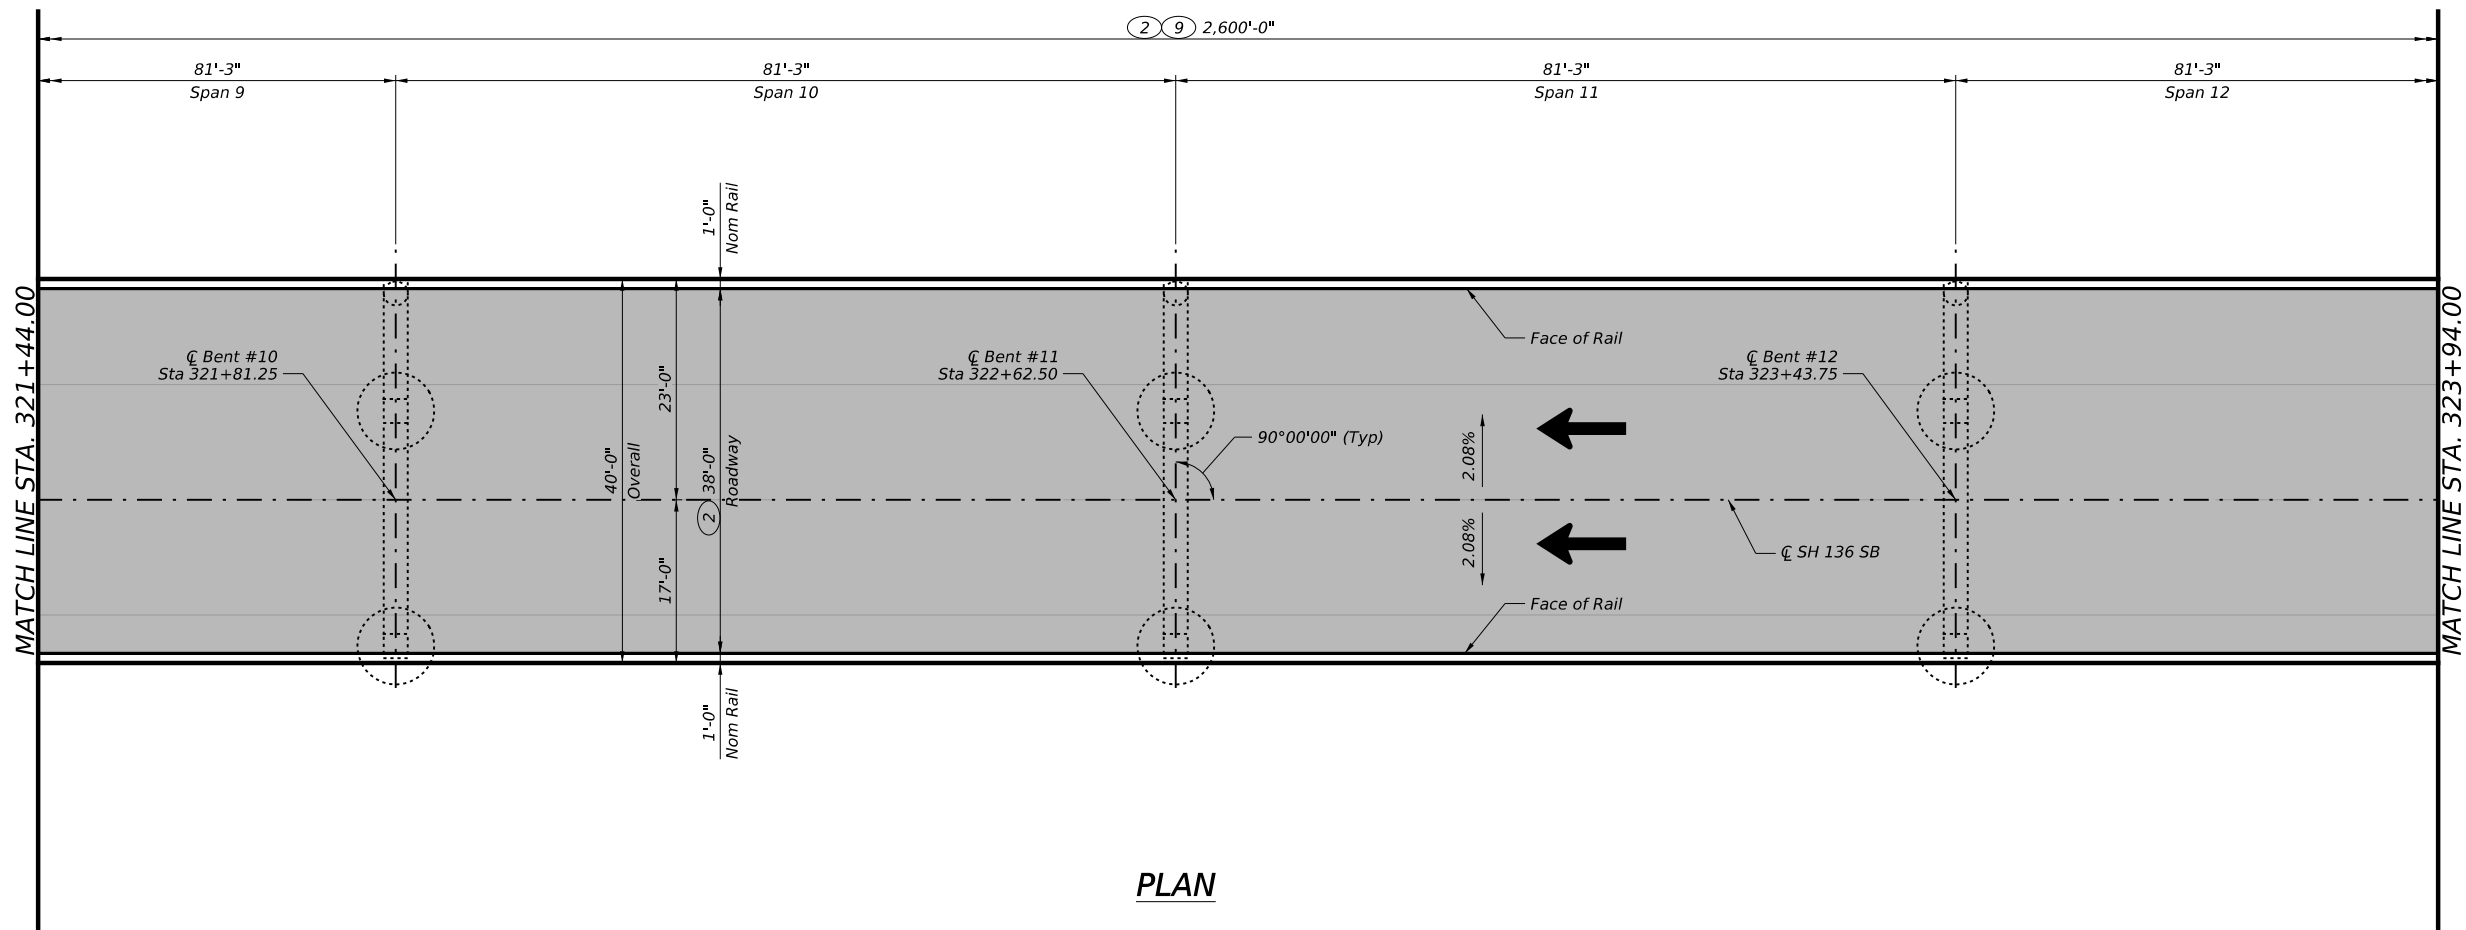 2 9 2,600'-0"
81'-3"
Span 9
81'-3"
Span 10
81'-3"
Span 11
81'-3"
Span 12
1'-0"
Nom Rail
MATCH LINE STA. 321+44.00
℄ Bent #10
Sta 321+81.25
40'-0"
Overall
23'-0"
17'-0"
2 38'-0"
Roadway
℄ Bent #11
Sta 322+62.50
90°00'00" (Typ)
Face of Rail
2.08%
2.08%
Face of Rail
℄ Bent #12
Sta 323+43.75
℄ SH 136 SB
MATCH LINE STA. 323+94.00
1'-0"
Nom Rail
PLAN